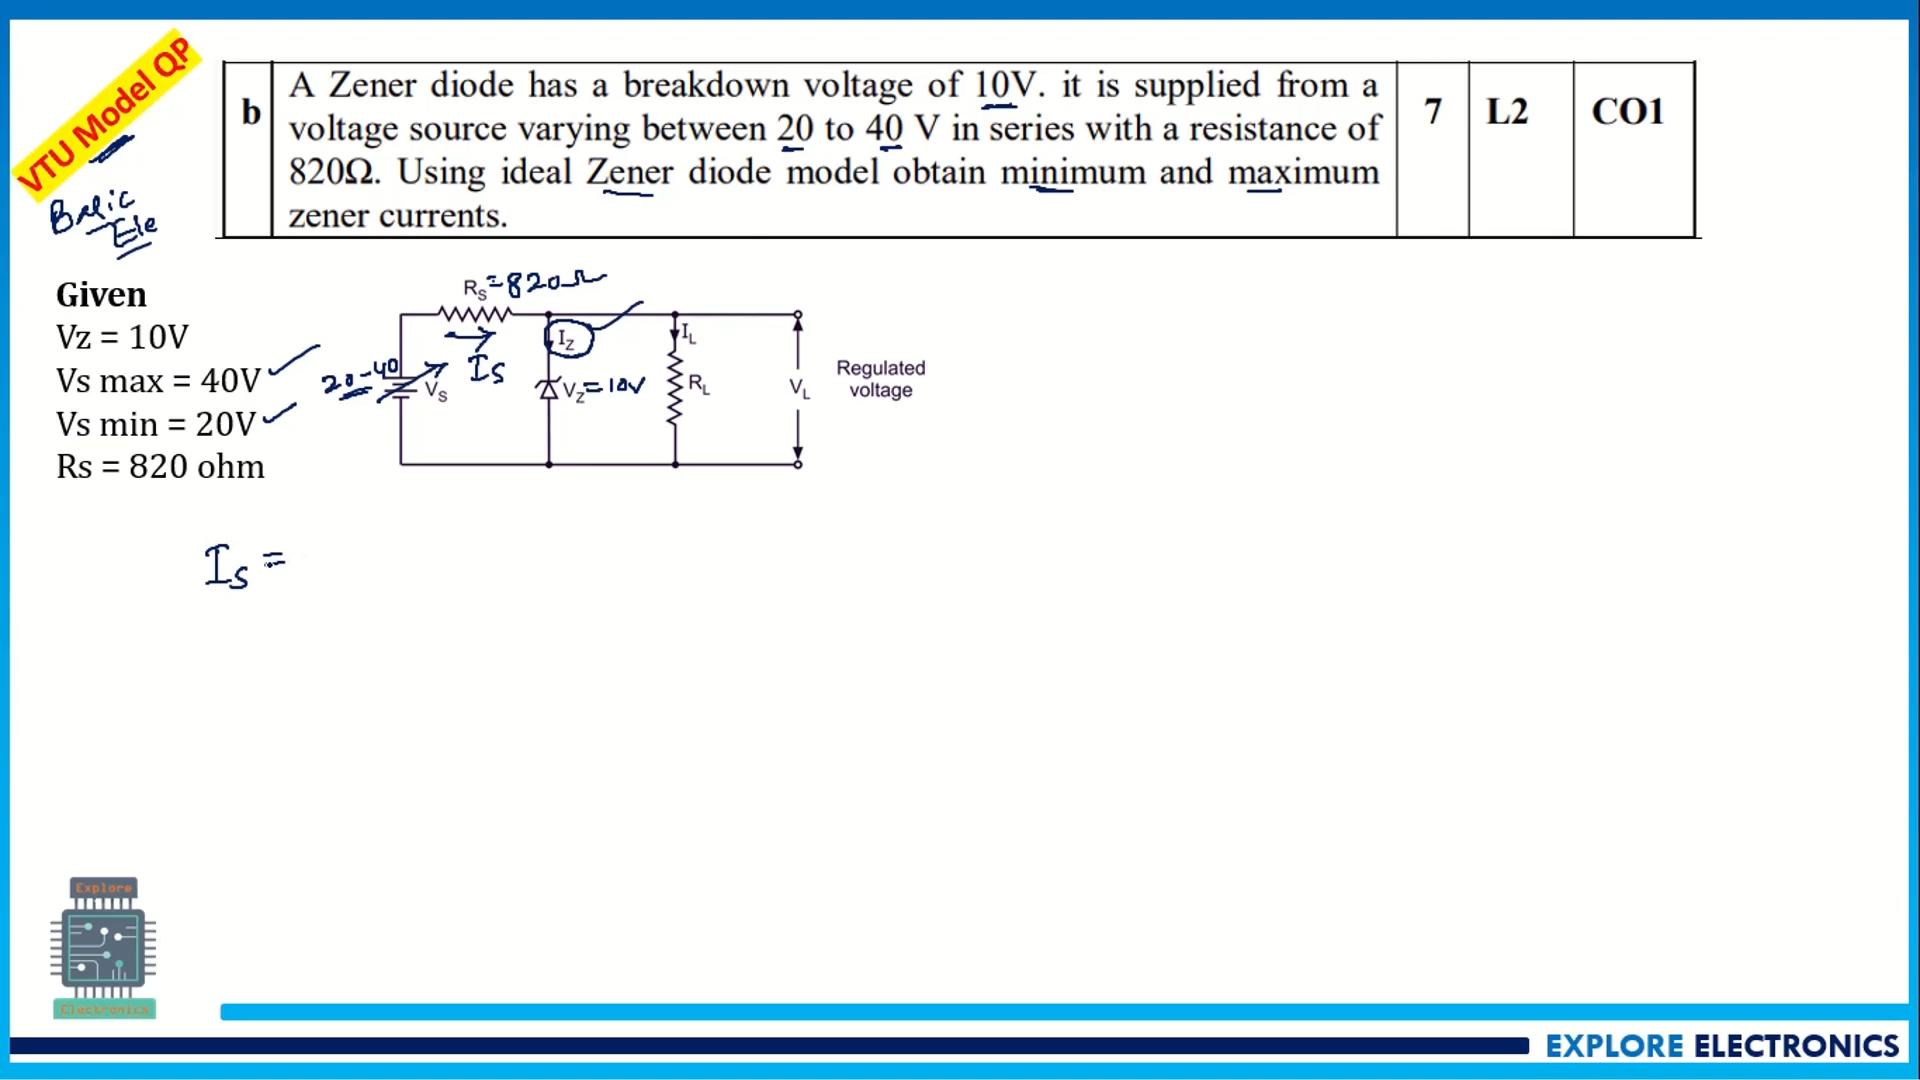 VTU Model QP
Basic
Ele
b
A Zener diode has a breakdown voltage of 10V. it is supplied from a
voltage source varying between 20 to 40 V in series with a resistance of
820Ω. Using ideal Zener diode model obtain minimum and maximum
zener currents.
7
L2
CO1
Given
Vz = 10V
Vs max = 40V
Vs min = 20V
Rs = 820 ohm
RS =820Ω
IS
20-40
VS
IZ
VZ =10V
IL
RL
VL
Regulated
voltage
IS =
Explore
Electronics
EXPLORE ELECTRONICS